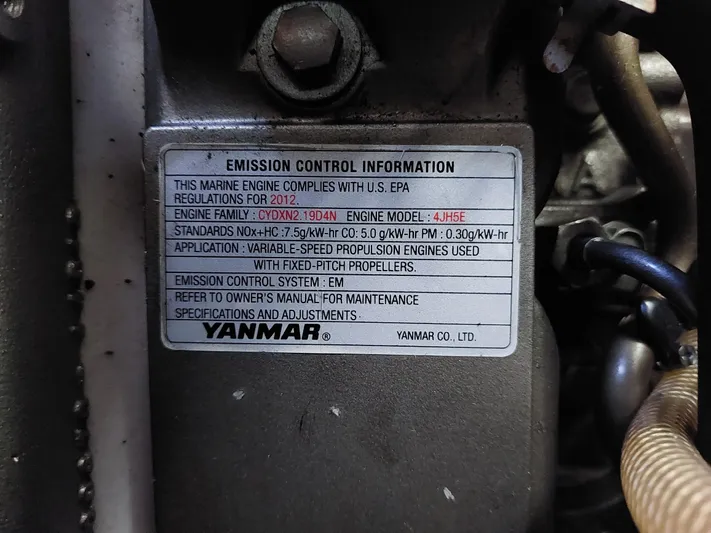 EMISSION CONTROL INFORMATION
THIS MARINE ENGINE COMPLIES WITH U.S. EPA
REGULATIONS FOR 2012.
ENGINE FAMILY : CYDXN2.19D4N ENGINE MODEL : 4JH5E
STANDARDS NOx+HC :7.5g/kW-hr CO: 5.0 g/kW-hr PM : 0.30g/kW-hr
APPLICATION : VARIABLE-SPEED PROPULSION ENGINES USED
WITH FIXED-PITCH PROPELLERS.
EMISSION CONTROL SYSTEM : EM
REFER TO OWNER'S MANUAL FOR MAINTENANCE
SPECIFICATIONS AND ADJUSTMENTS
YANMAR® YANMAR CO., LTD.